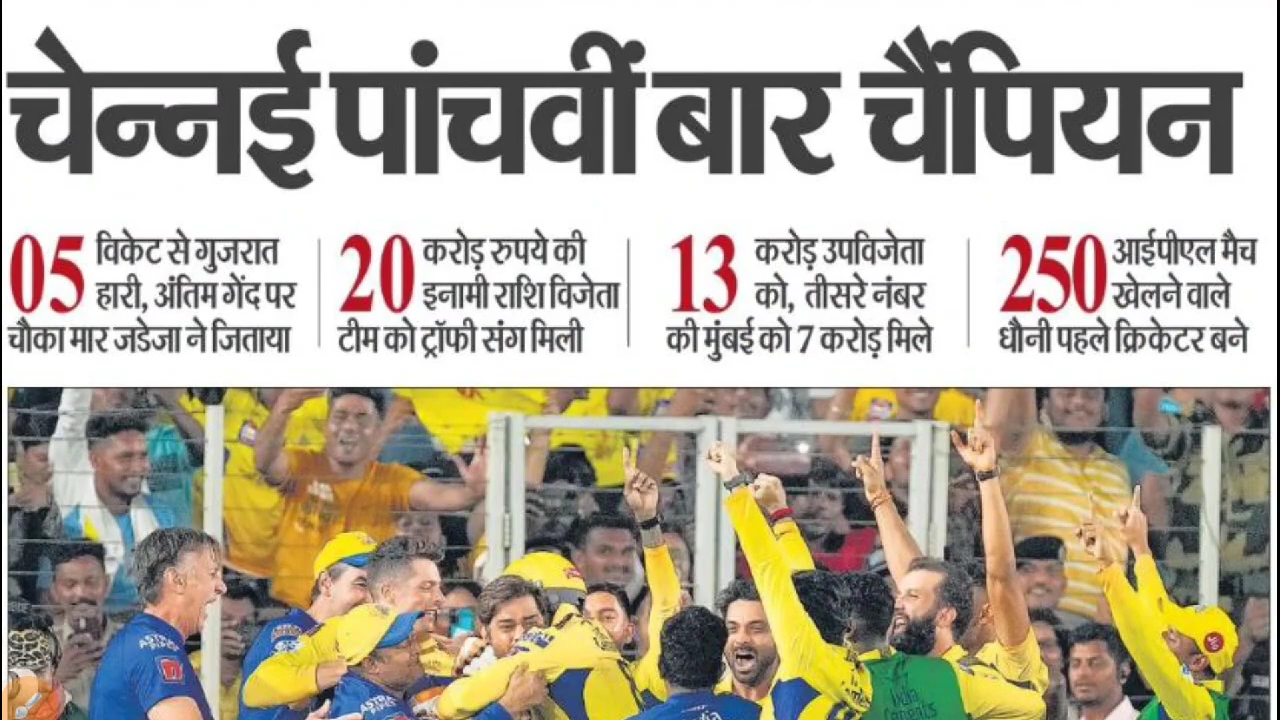 चेन्नई पांचवीं बार चैंपियन
05 विकेट से गुजरात
हारी, अंतिम गेंद पर
चौका मार जडेजा ने जिताया
20 करोड़ रुपये की
इनामी राशि विजेता
टीम को ट्रॉफी संग मिली
13 करोड़ उपविजेता
को, तीसरे नंबर
की मुंबई को 7 करोड़ मिले
250 आईपीएल मैच
खेलने वाले
धौनी पहले क्रिकेटर बने